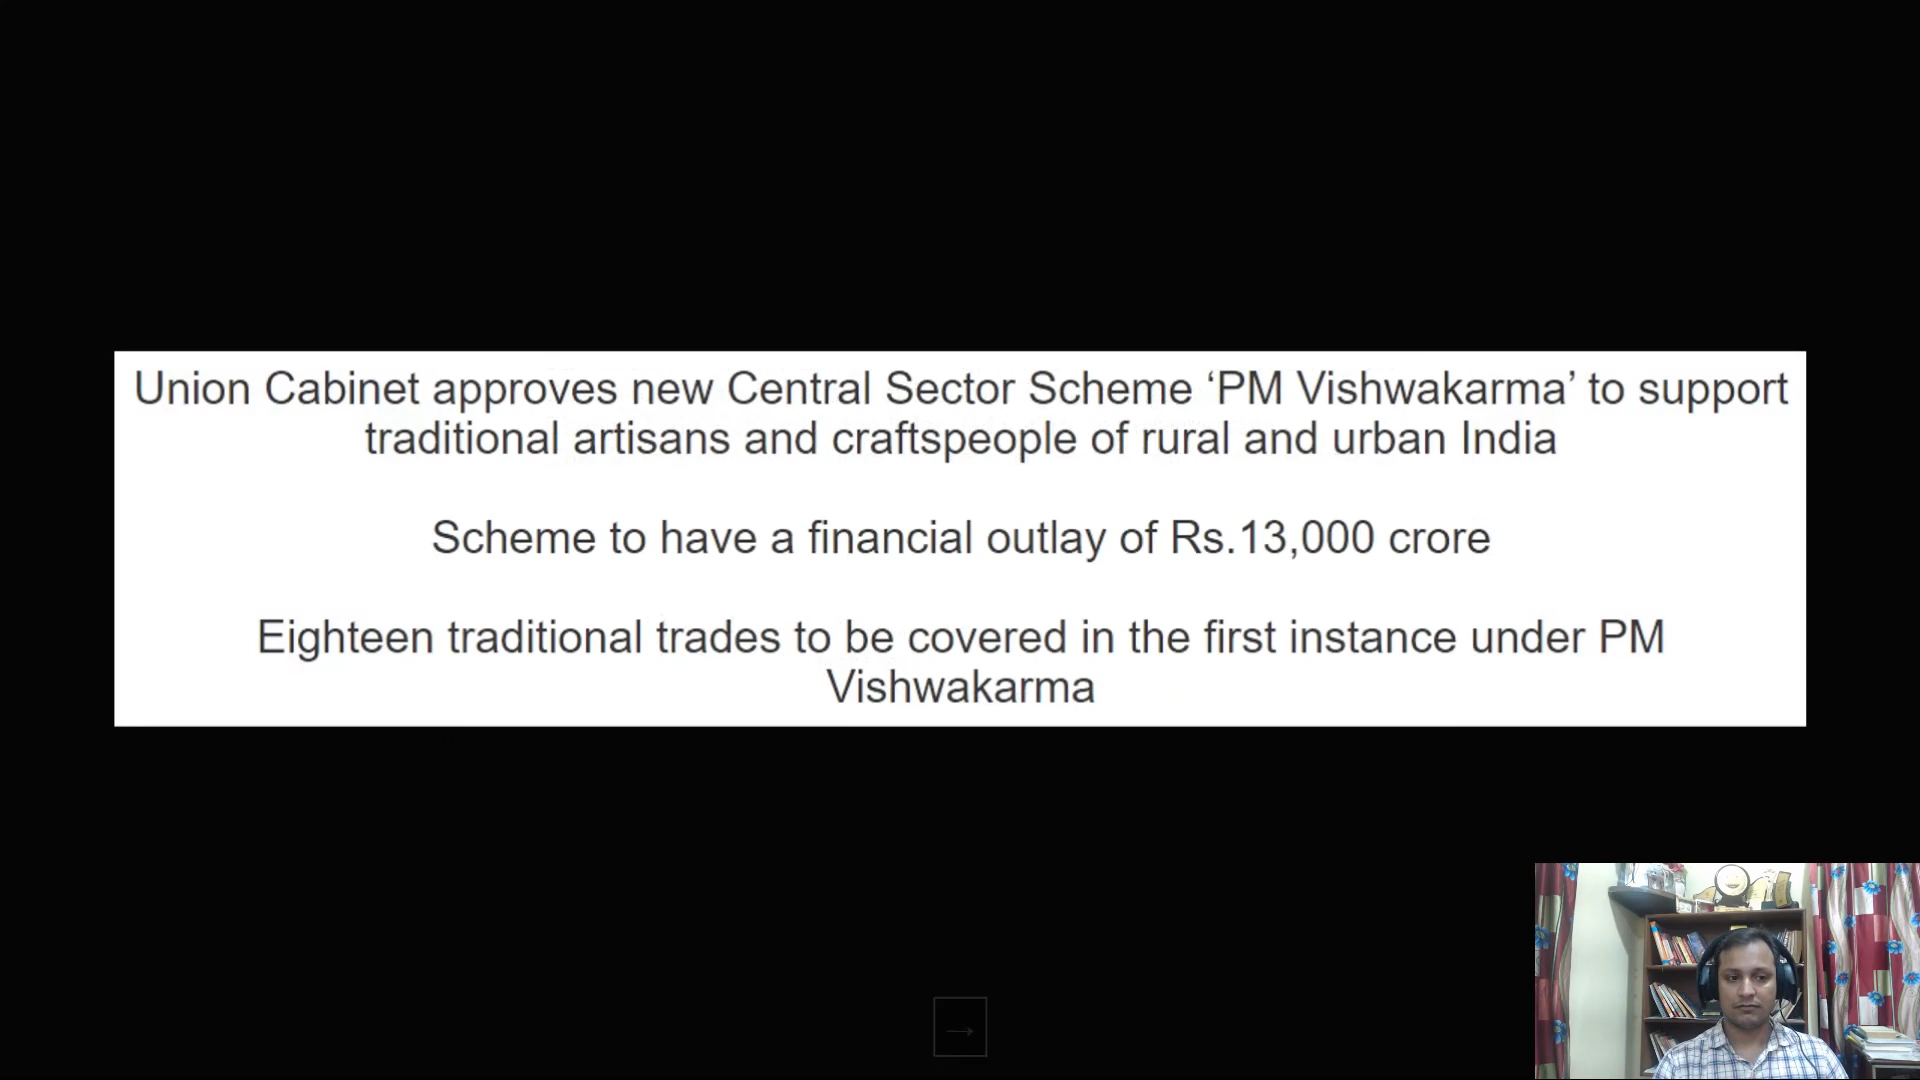 Union Cabinet approves new Central Sector Scheme ‘PM Vishwakarma’ to support
traditional artisans and craftspeople of rural and urban India
Scheme to have a financial outlay of Rs.13,000 crore
Eighteen traditional trades to be covered in the first instance under PM
Vishwakarma